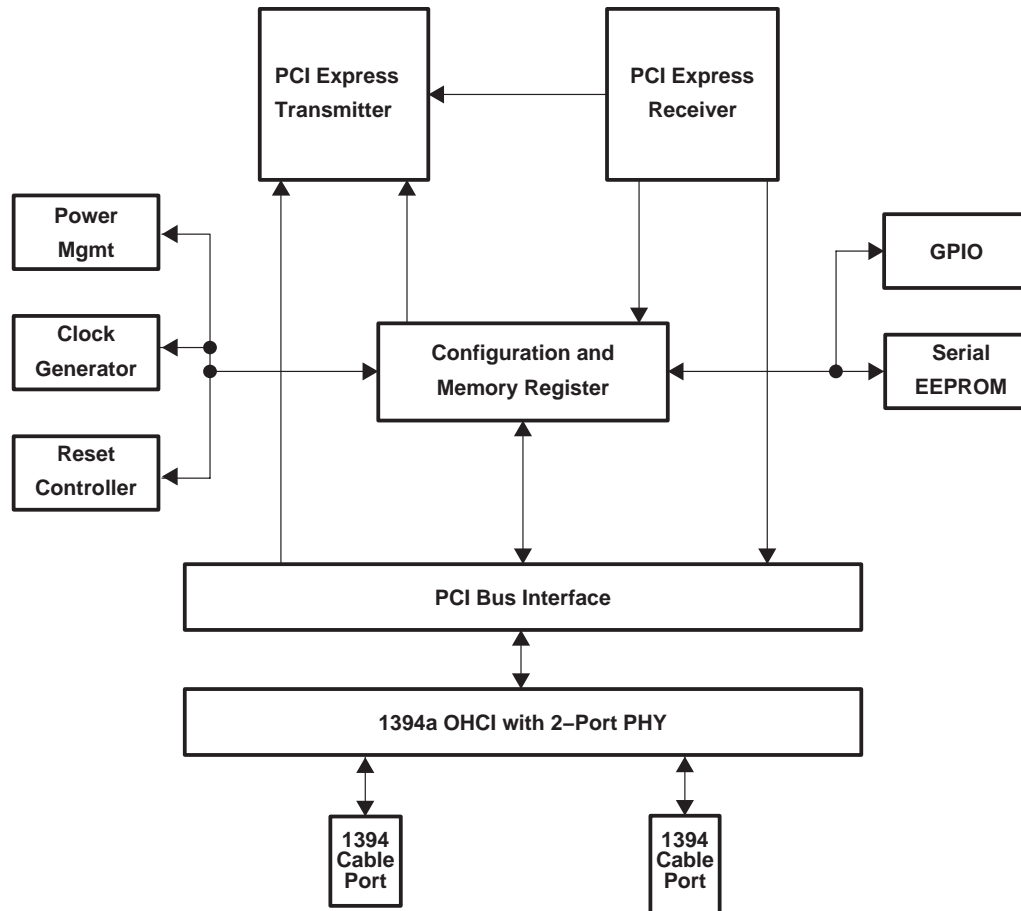 PCI Express
Transmitter
PCI Express
Receiver
Power
Mgmt
GPIO
Clock
Generator
Configuration and
Memory Register
Serial
EEPROM
Reset
Controller
PCI Bus Interface
1394a OHCI with 2–Port PHY
1394
Cable
Port
1394
Cable
Port